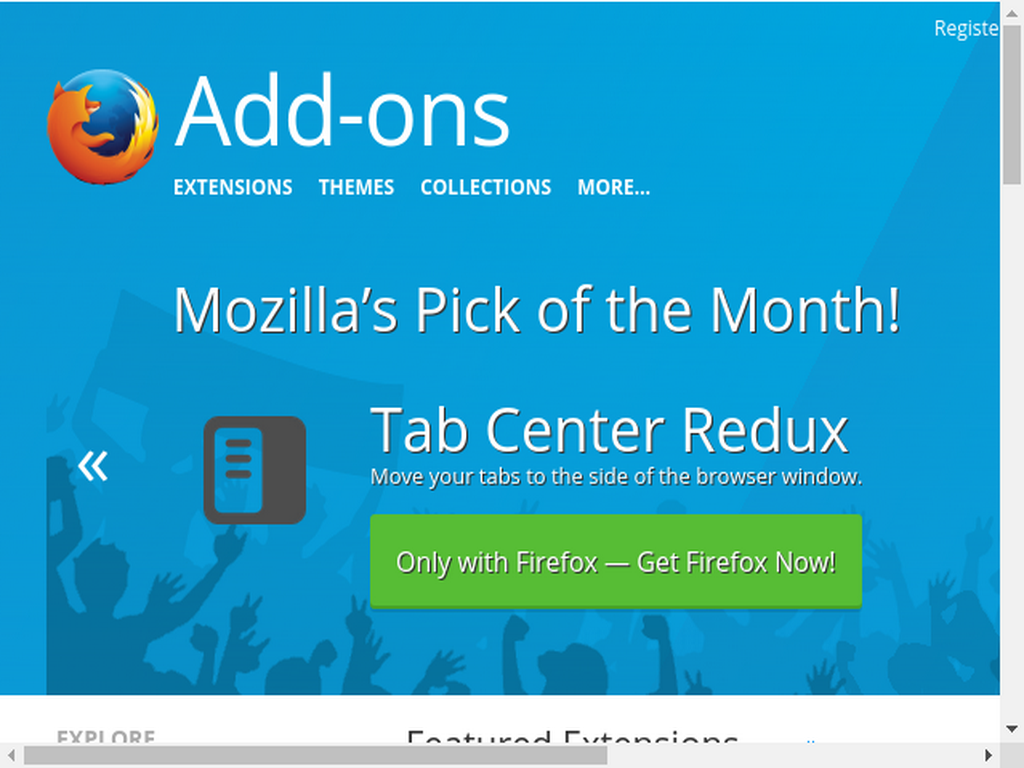 Registe
Add-ons
EXTENSIONS THEMES COLLECTIONS MORE...
Mozilla's Pick of the Month!
Tab Center Redux
Move your tabs to the side of the browser window.
Only with Firefox — Get Firefox Now!
EXPLORE
Featured Extensions